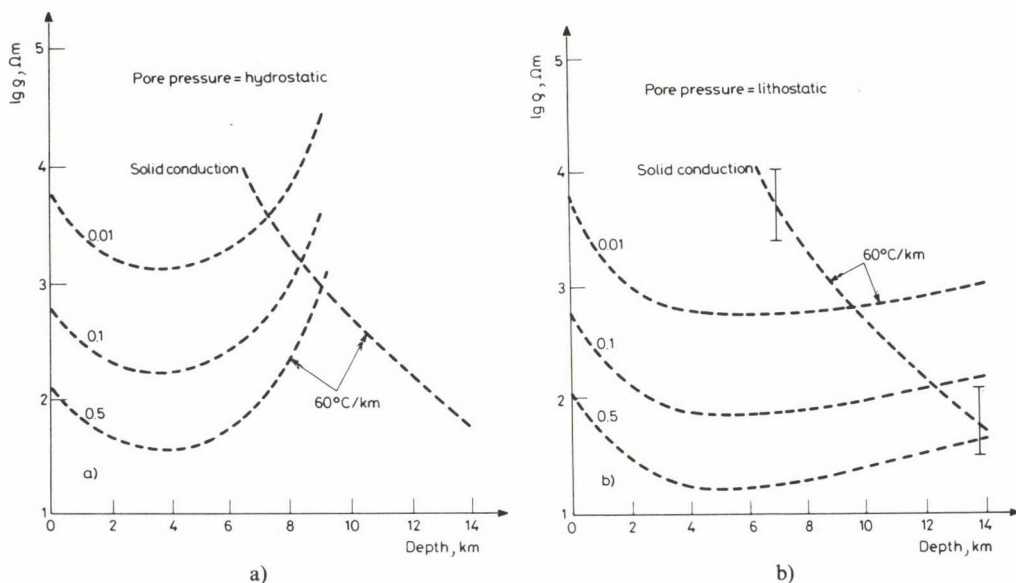 5
4
3
2
1
lg ρ, Ωm
Pore pressure = hydrostatic
Solid conduction
0.01
0.1
0.5
60°C/km
a)
0 2 4 6 8 10 12 14
Depth, km
a)
5
4
3
2
1
lg ρ, Ωm
Pore pressure = lithostatic
Solid conduction
0.01
60°C/km
0.1
0.5
b)
0 2 4 6 8 10 12 14
Depth, km
b)